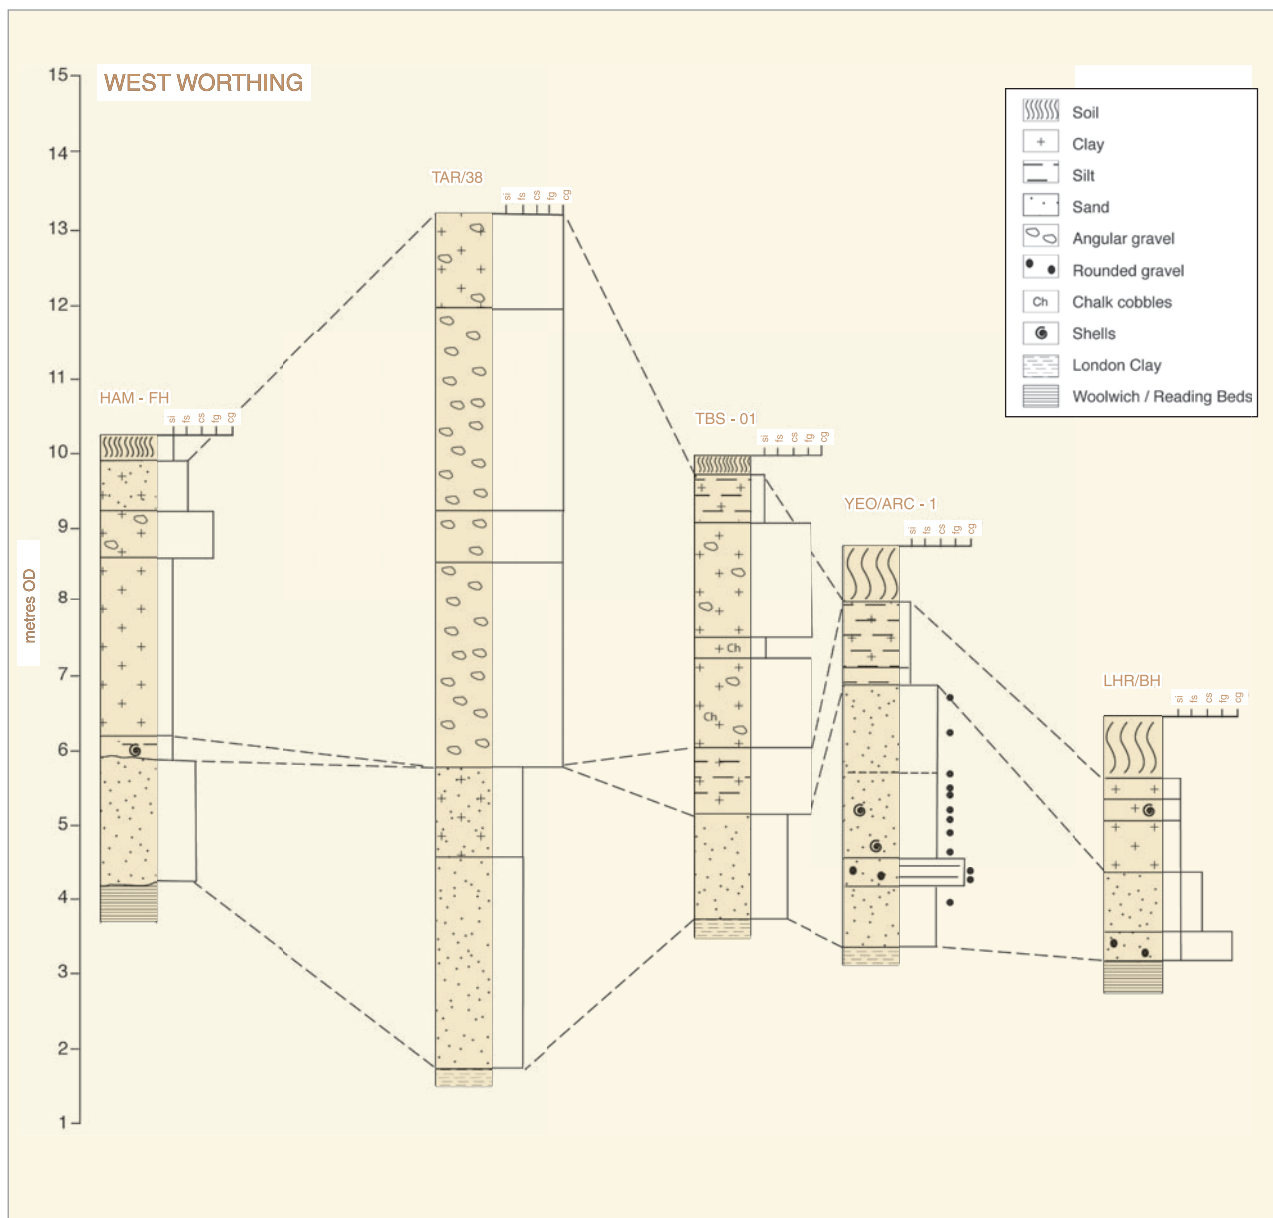 WEST WORTHING
15
14
13
12
11
10
9
8
7
6
5
4
3
2
1
metres OD
HAM - FH
si fs cs fg cg
TAR/38
si fs cs fg cg
TBS - 01
si fs cs fg cg
Ch
Ch
YEO/ARC - 1
si fs cs fg cg
LHR/BH
si fs cs fg cg
Soil
Clay
Silt
Sand
Angular gravel
Rounded gravel
Ch Chalk cobbles
Shells
London Clay
Woolwich / Reading Beds